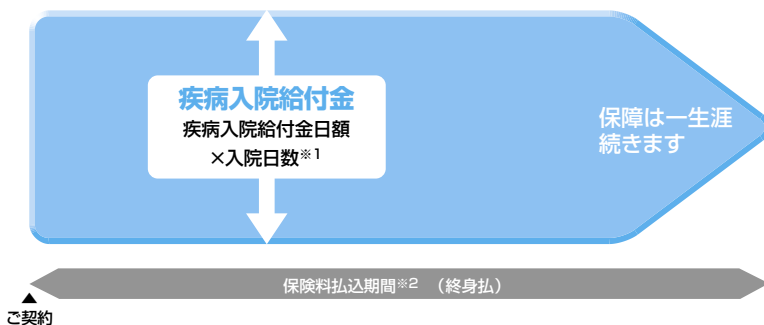 疾病入院給付金
疾病入院給付金日額
×入院日数※1
保障は一生涯
続きます
保険料払込期間※2 （終身払）
▲
ご契約